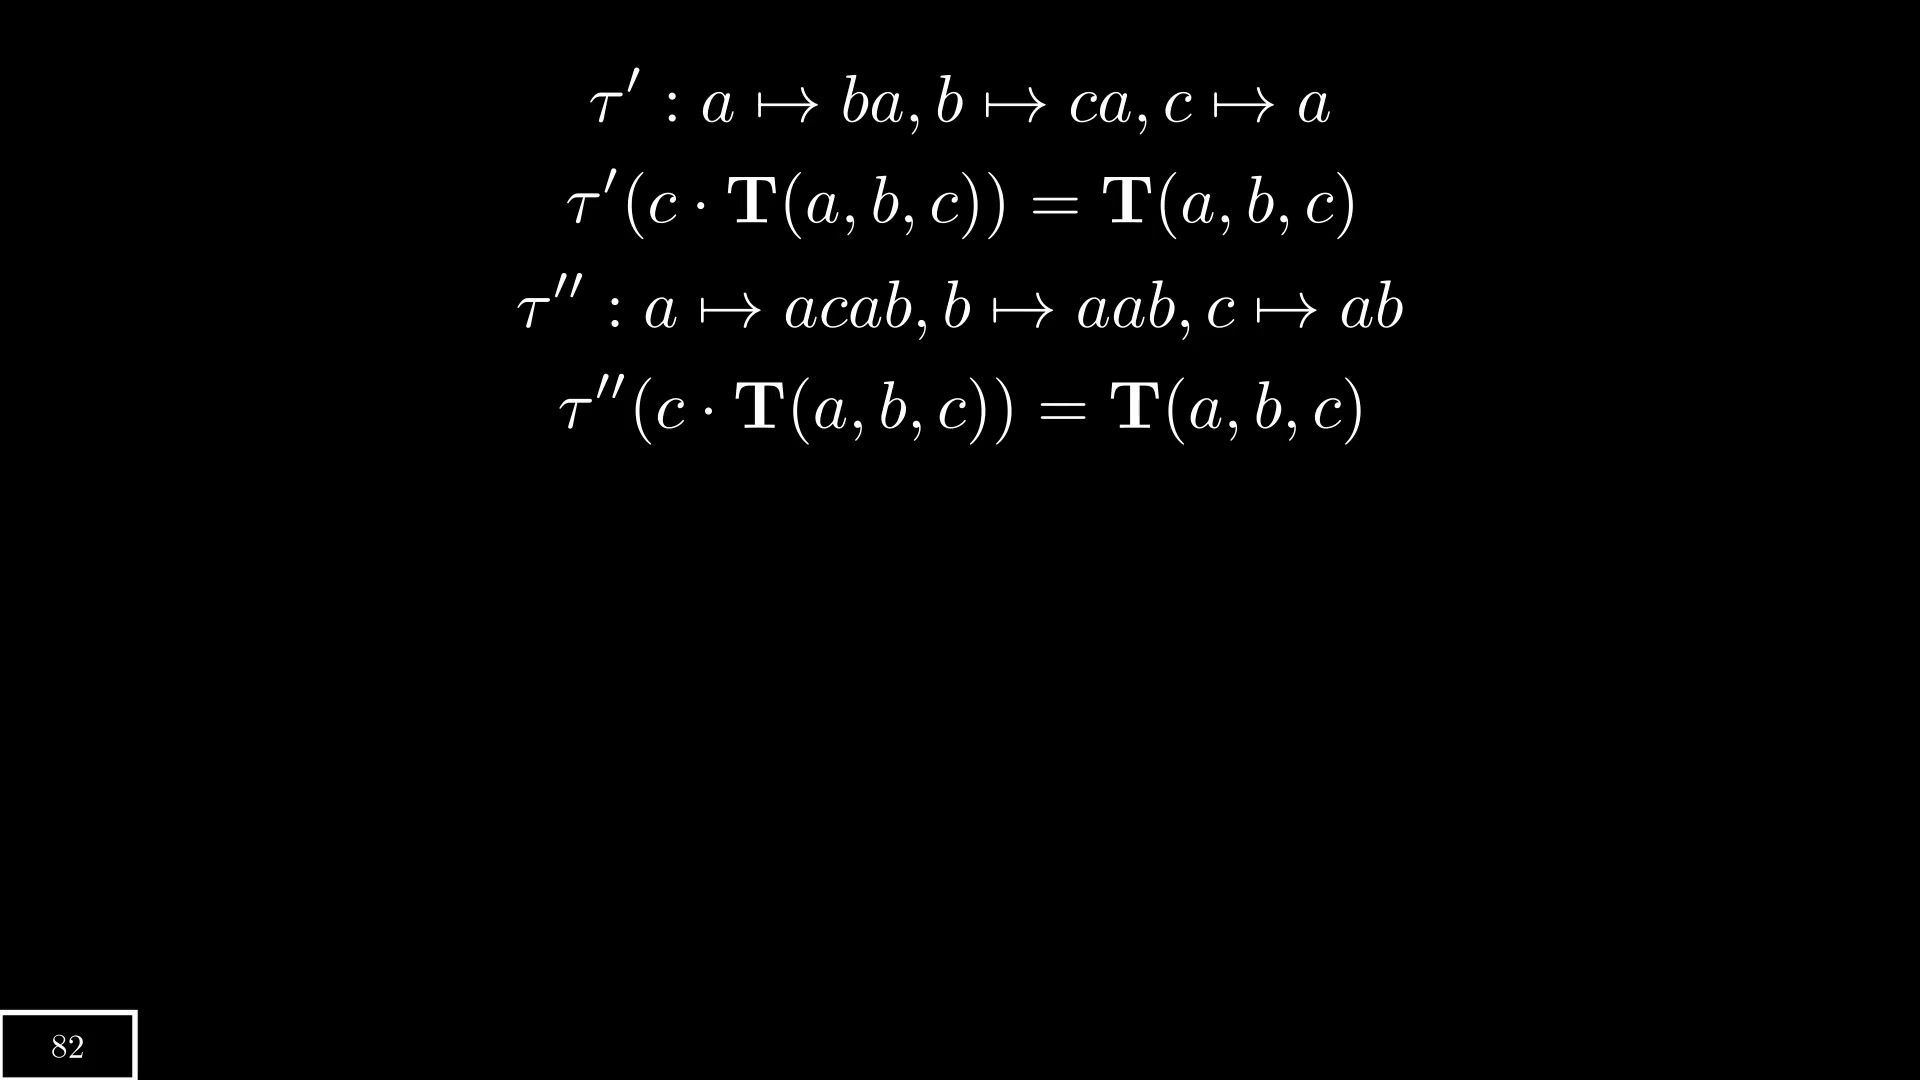 τ′ : a ↦ ba, b ↦ ca, c ↦ a
τ′(c · T(a, b, c)) = T(a, b, c)
τ″ : a ↦ acab, b ↦ aab, c ↦ ab
τ″(c · T(a, b, c)) = T(a, b, c)
82